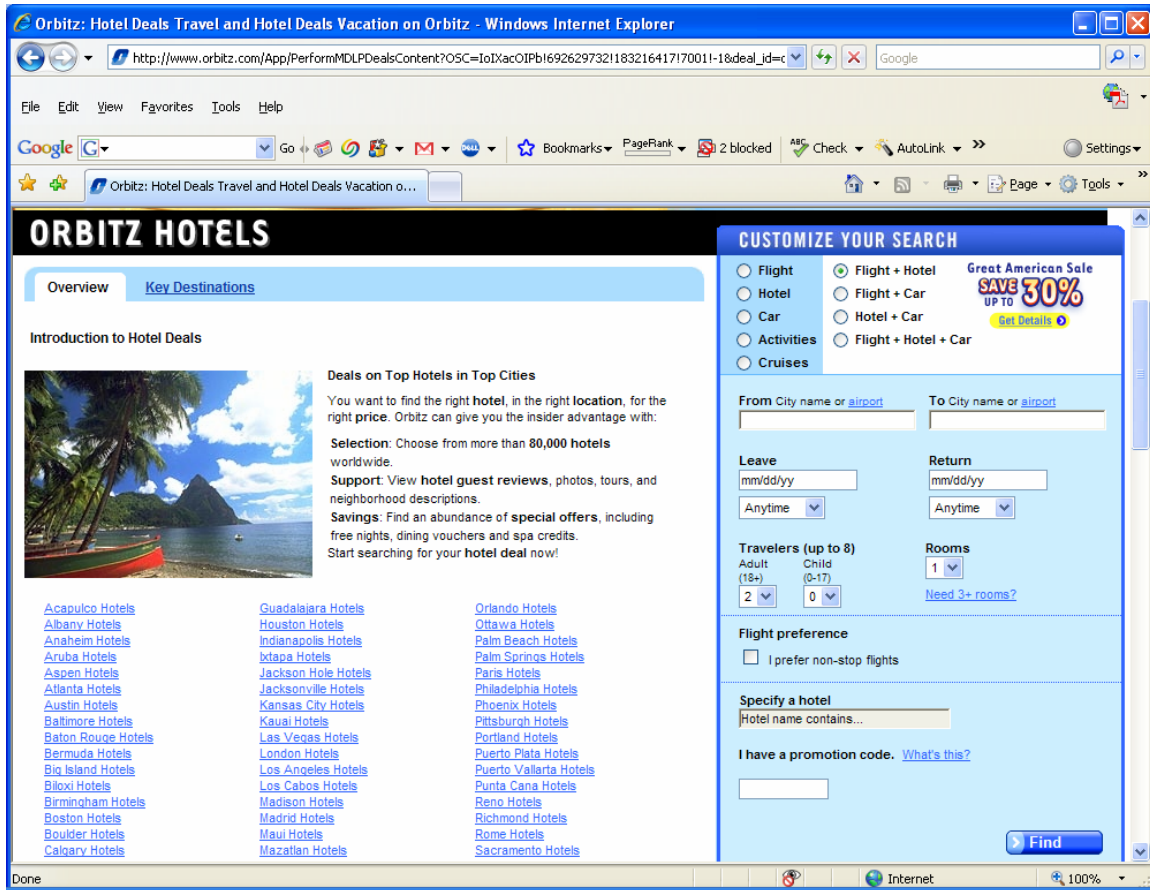 Orbitz: Hotel Deals Travel and Hotel Deals Vacation on Orbitz - Windows Internet Explorer
http://www.orbitz.com/App/PerformMDLPDealsContent?OSC=IoIXacOIPb!692629732!183216417!7001!-1&deal_id=c
Google
File Edit View Favorites Tools Help
Google G Go Bookmarks PageRank 2 blocked ABC Check AutoLink >> Settings
Orbitz: Hotel Deals Travel and Hotel Deals Vacation o... Page Tools >>
ORBITZ HOTELS
Overview Key Destinations
Introduction to Hotel Deals
Deals on Top Hotels in Top Cities
You want to find the right hotel, in the right location, for the
right price. Orbitz can give you the insider advantage with:
Selection: Choose from more than 80,000 hotels
worldwide.
Support: View hotel guest reviews, photos, tours, and
neighborhood descriptions.
Savings: Find an abundance of special offers, including
free nights, dining vouchers and spa credits.
Start searching for your hotel deal now!
Acapulco Hotels Guadalajara Hotels Orlando Hotels
Albany Hotels Houston Hotels Ottawa Hotels
Anaheim Hotels Indianapolis Hotels Palm Beach Hotels
Aruba Hotels Ixtapa Hotels Palm Springs Hotels
Aspen Hotels Jackson Hole Hotels Paris Hotels
Atlanta Hotels Jacksonville Hotels Philadelphia Hotels
Austin Hotels Kansas City Hotels Phoenix Hotels
Baltimore Hotels Kauai Hotels Pittsburgh Hotels
Baton Rouge Hotels Las Vegas Hotels Portland Hotels
Bermuda Hotels London Hotels Puerto Plata Hotels
Big Island Hotels Los Angeles Hotels Puerto Vallarta Hotels
Biloxi Hotels Los Cabos Hotels Punta Cana Hotels
Birmingham Hotels Madison Hotels Reno Hotels
Boston Hotels Madrid Hotels Richmond Hotels
Boulder Hotels Maui Hotels Rome Hotels
Calgary Hotels Mazatlan Hotels Sacramento Hotels
CUSTOMIZE YOUR SEARCH
Flight Flight + Hotel
Hotel Flight + Car
Car Hotel + Car
Activities Flight + Hotel + Car
Cruises
Great American Sale
SAVE UP TO 30%
Get Details
From City name or airport To City name or airport
Leave Return
mm/dd/yy mm/dd/yy
Anytime Anytime
Travelers (up to 8) Rooms
Adult Child
(18+) (0-17) 1
2 0 Need 3+ rooms?
Flight preference
I prefer non-stop flights
Specify a hotel
Hotel name contains...
I have a promotion code. What's this?
Find
Done Internet 100%